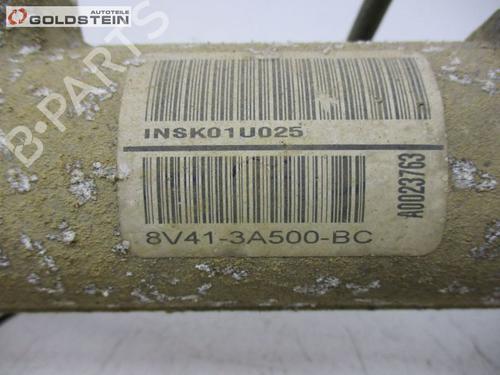 AUTOTEILE
GOLDSTEIN
B-PARTS
INSK01U025
8V41-3A500-BC
A0023763